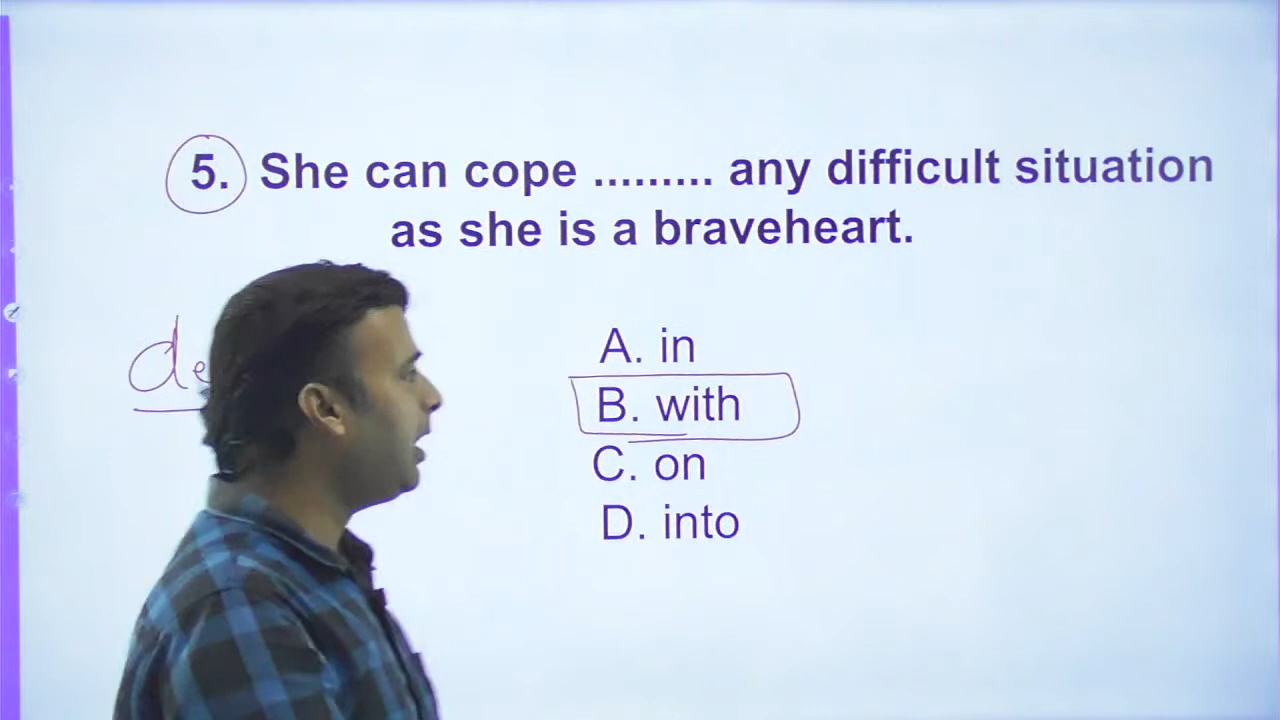 5. She can cope ......... any difficult situation
as she is a braveheart.
A. in
B. with
C. on
D. into